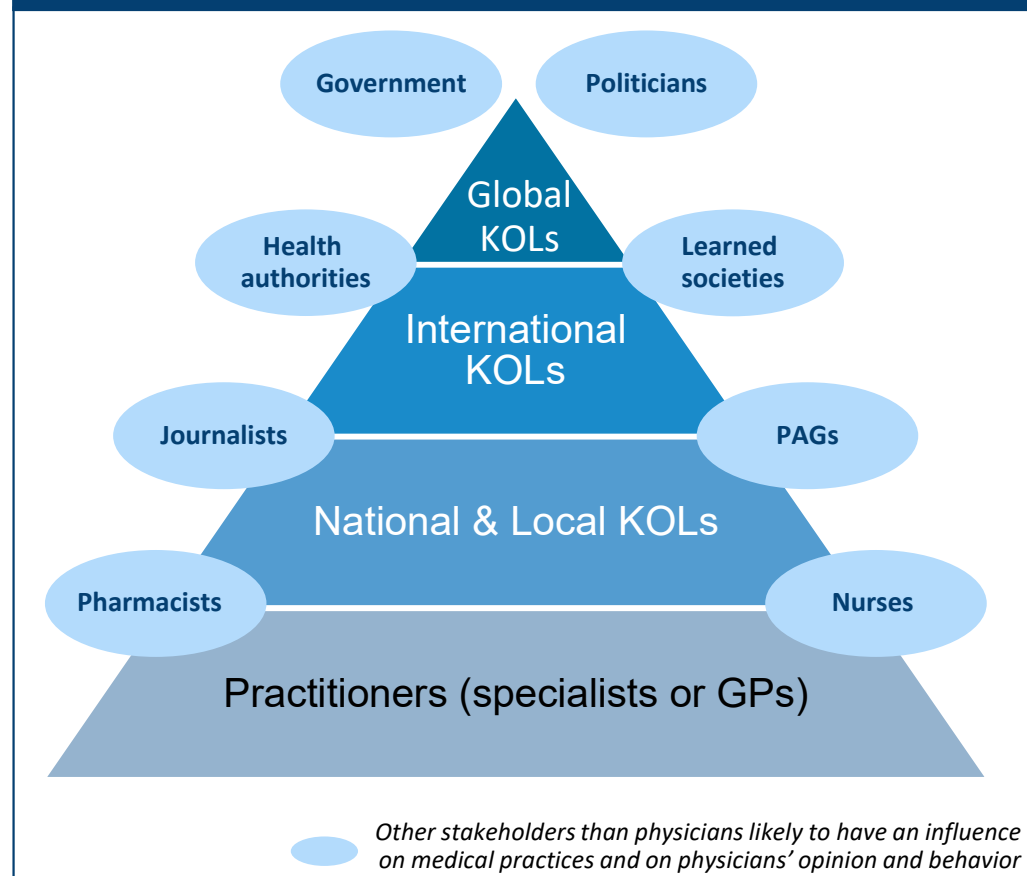 Government
Politicians
Global
KOLs
Health
authorities
Learned
societies
International
KOLs
Journalists
PAGs
National & Local KOLs
Pharmacists
Nurses
Practitioners (specialists or GPs)
Other stakeholders than physicians likely to have an influence
on medical practices and on physicians’ opinion and behavior